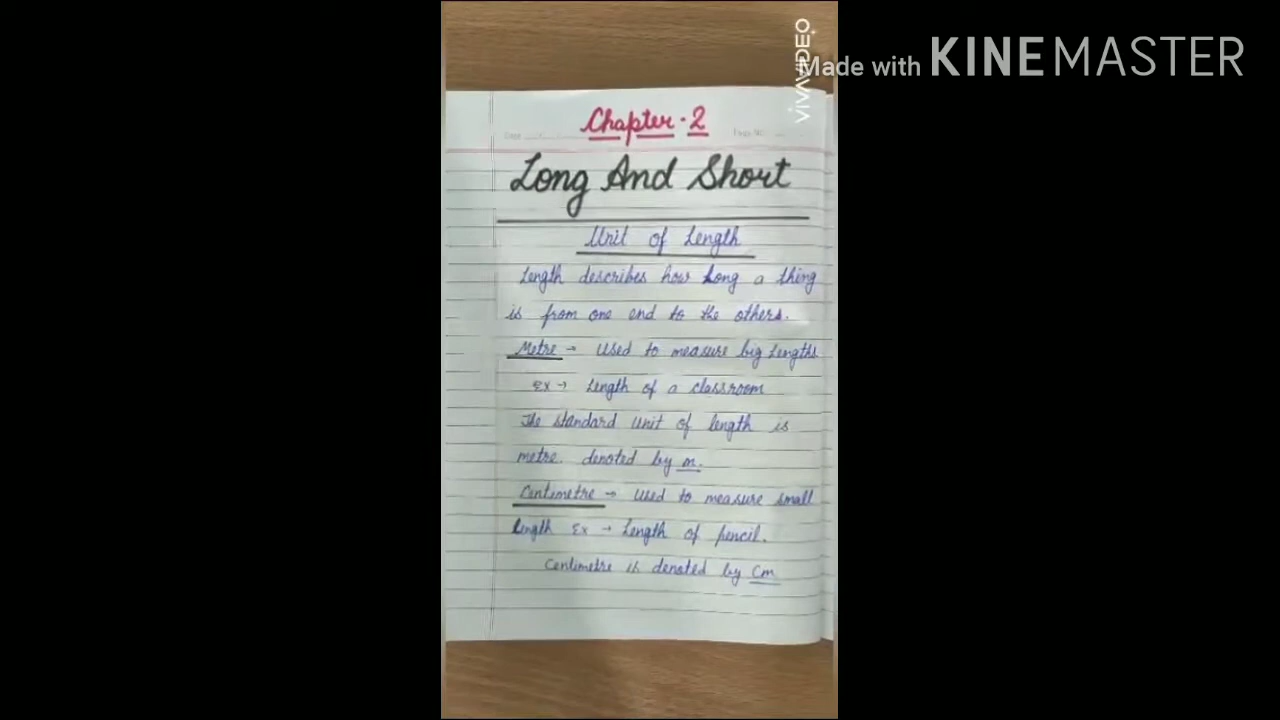 VIVAVIDEO
Made with KINEMASTER
Chapter - 2
Long And Short
Unit of Length
Length describes how Long a thing
is from one end to the others.
Metre → Used to measure big Lengths
Ex → Length of a classroom
The standard unit of length is
metre. denoted by m.
Centimetre → Used to measure small
Length Ex → Length of pencil.
Centimetre is denoted by Cm